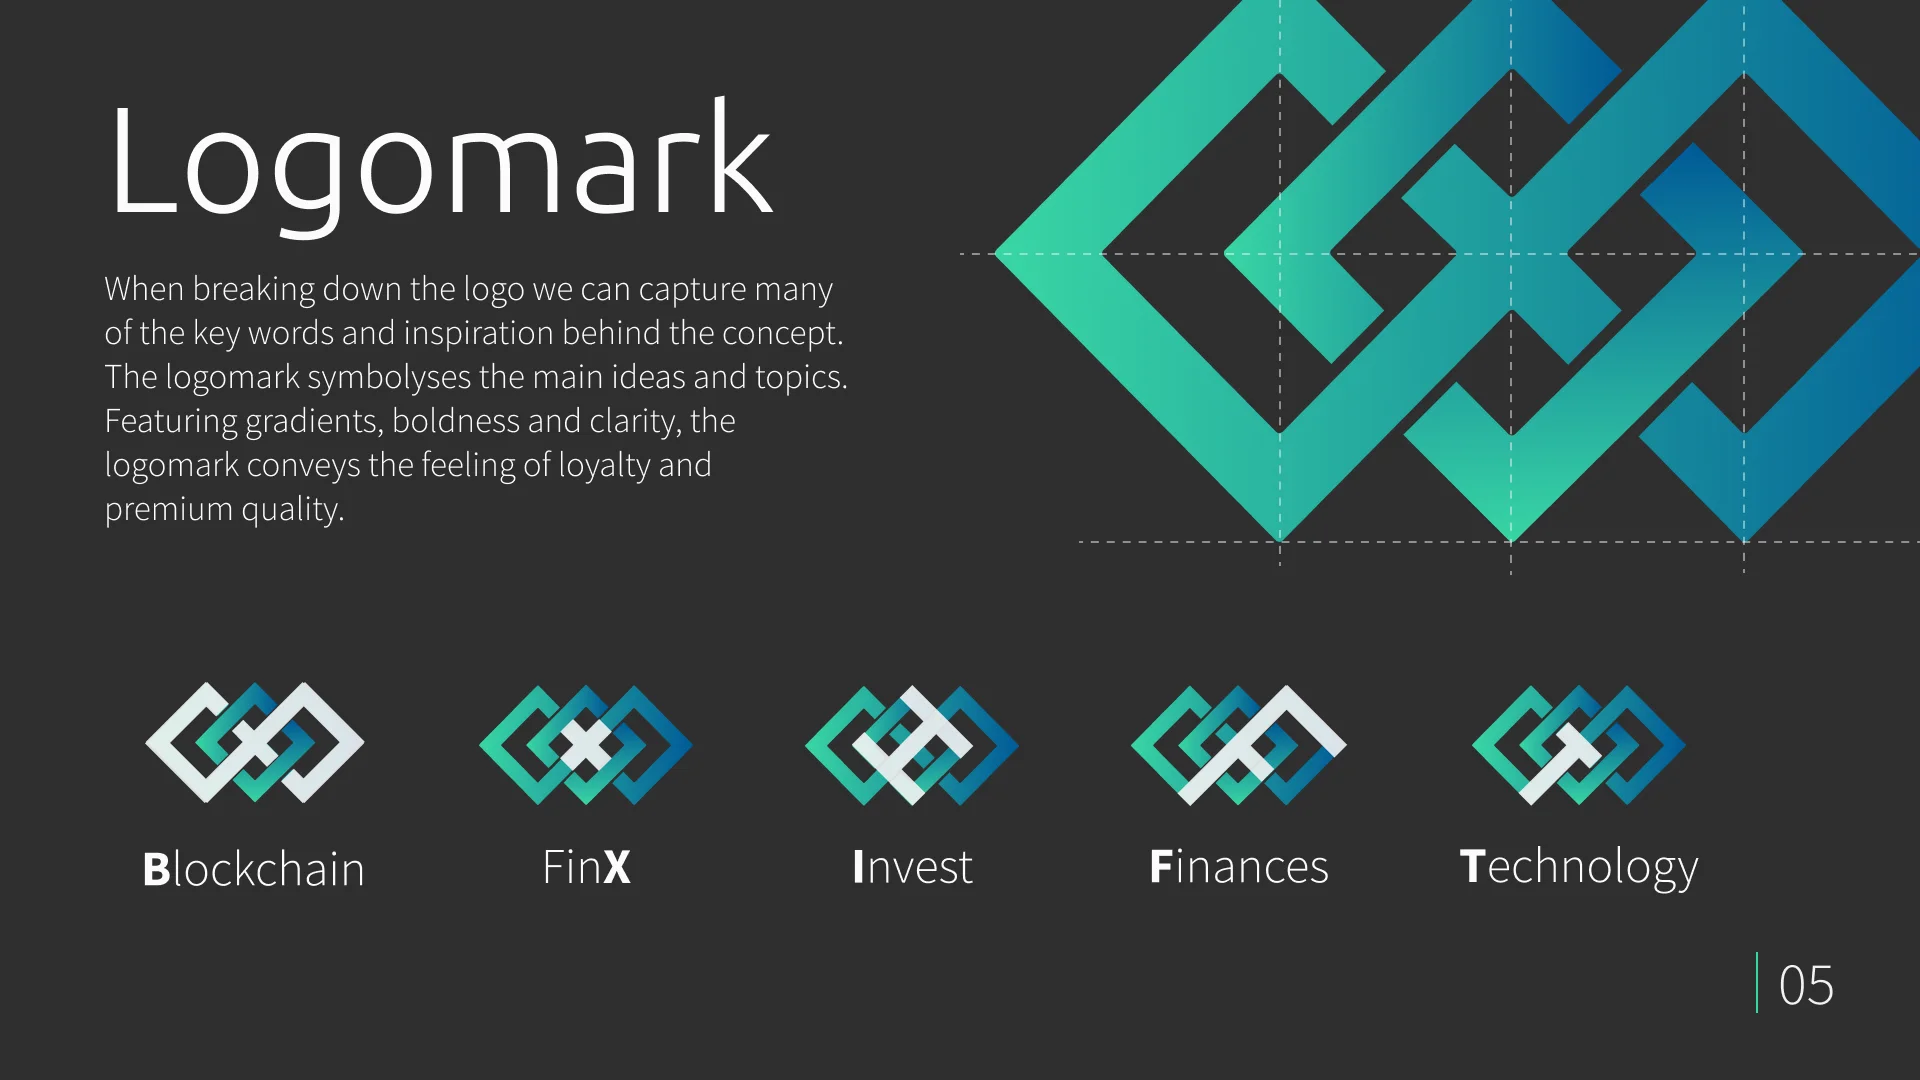 Logomark
When breaking down the logo we can capture many
of the key words and inspiration behind the concept.
The logomark symbolyses the main ideas and topics.
Featuring gradients, boldness and clarity, the
logomark conveys the feeling of loyalty and
premium quality.
Blockchain
FinX
Invest
Finances
Technology
05